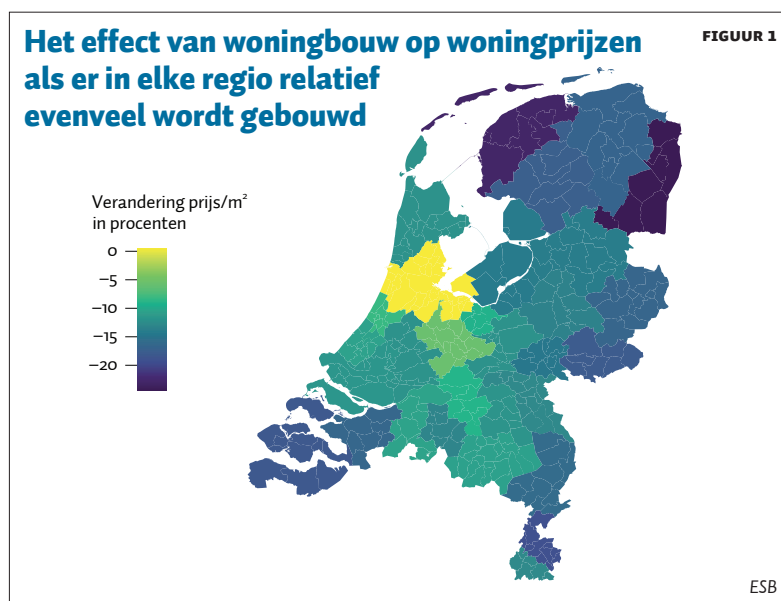 Het effect van woningbouw op woningprijzen
als er in elke regio relatief
evenveel wordt gebouwd
FIGUUR 1
Verandering prijs/m²
in procenten
0
−5
−10
−15
−20
ESB